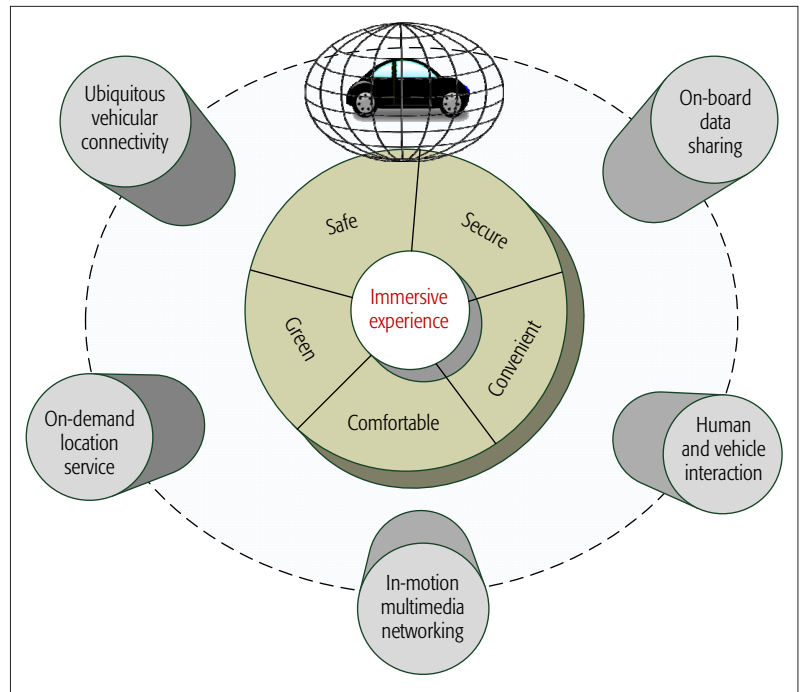 Ubiquitous
vehicular
connectivity
On-board
data
sharing
Safe
Secure
Immersive
experience
Green
Convenient
Comfortable
On-demand
location
service
Human
and vehicle
interaction
In-motion
multimedia
networking